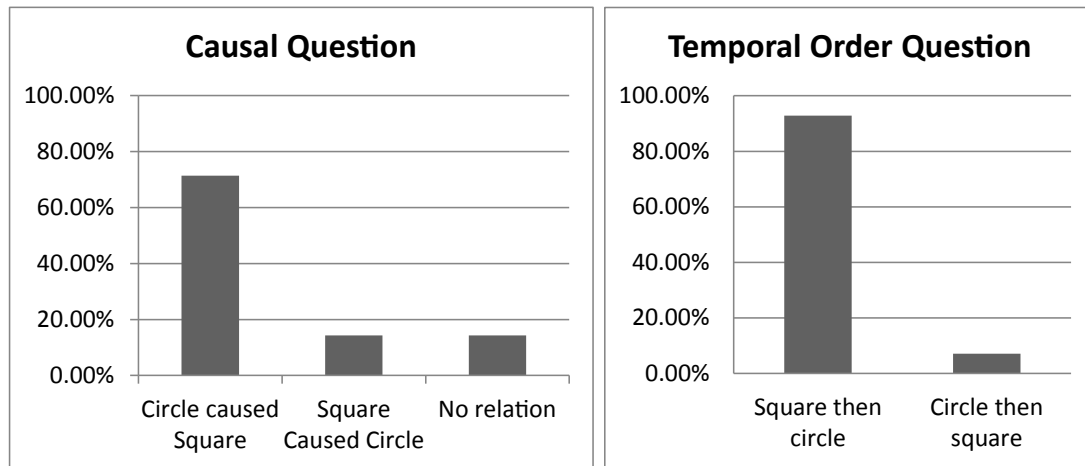 Causal Question
100.00%
80.00%
60.00%
40.00%
20.00%
0.00%
Circle caused
Square
Square
Caused Circle
No relation
Temporal Order Question
100.00%
80.00%
60.00%
40.00%
20.00%
0.00%
Square then
circle
Circle then
square